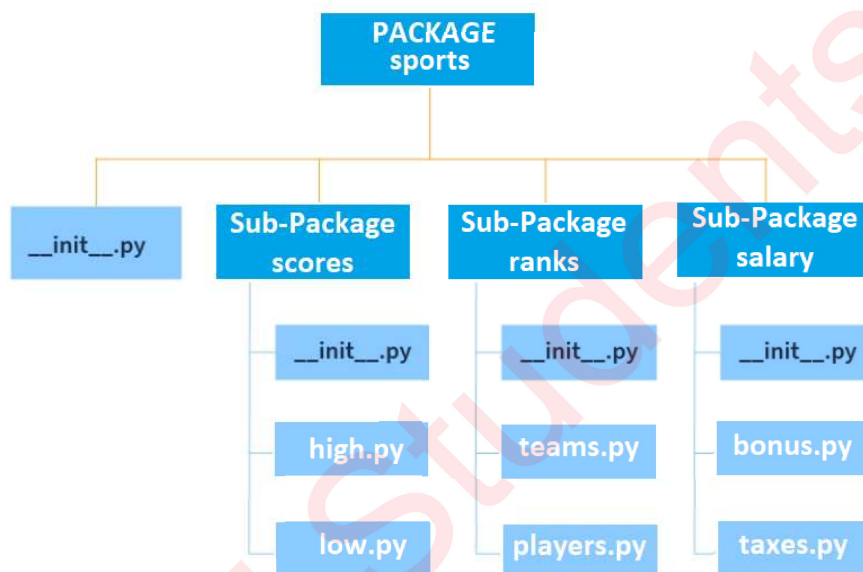 PACKAGE
sports
__init__.py
Sub-Package
scores
Sub-Package
ranks
Sub-Package
salary
__init__.py
__init__.py
__init__.py
high.py
teams.py
bonus.py
low.py
players.py
taxes.py
Students